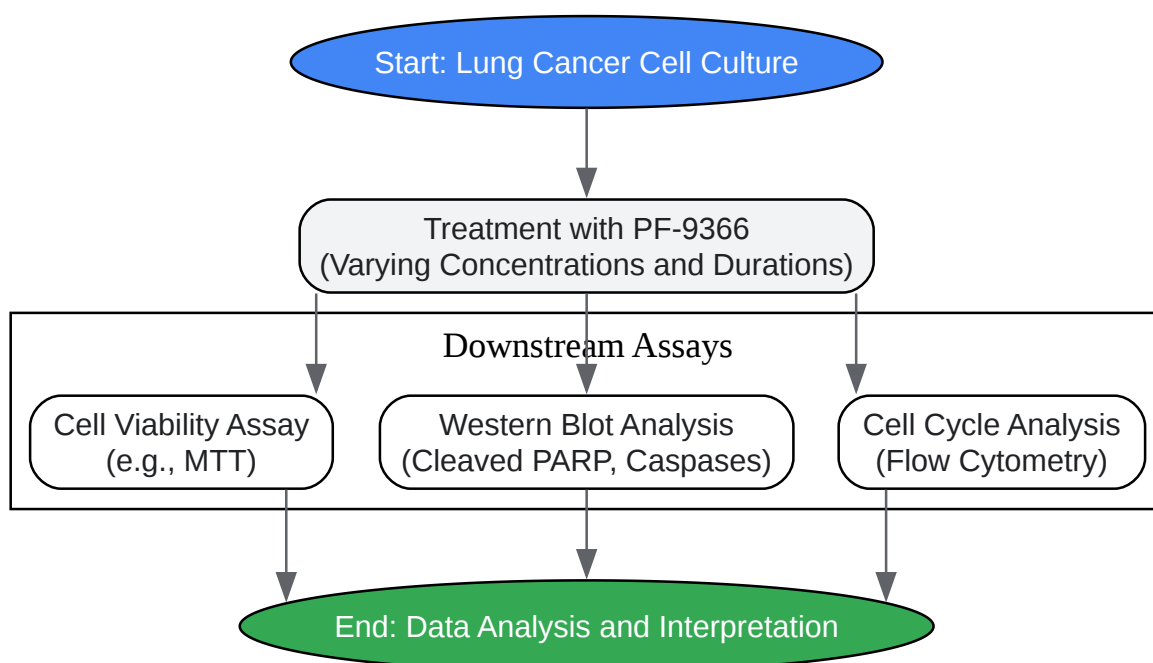 Start: Lung Cancer Cell Culture
Treatment with PF-9366
(Varying Concentrations and Durations)
Downstream Assays
Cell Viability Assay
(e.g., MTT)
Western Blot Analysis
(Cleaved PARP, Caspases)
Cell Cycle Analysis
(Flow Cytometry)
End: Data Analysis and Interpretation